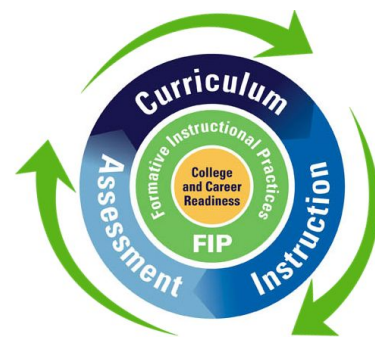 Curriculum
Instruction
Assessment
Formative Instructional Practices
FIP
College
and Career
Readiness